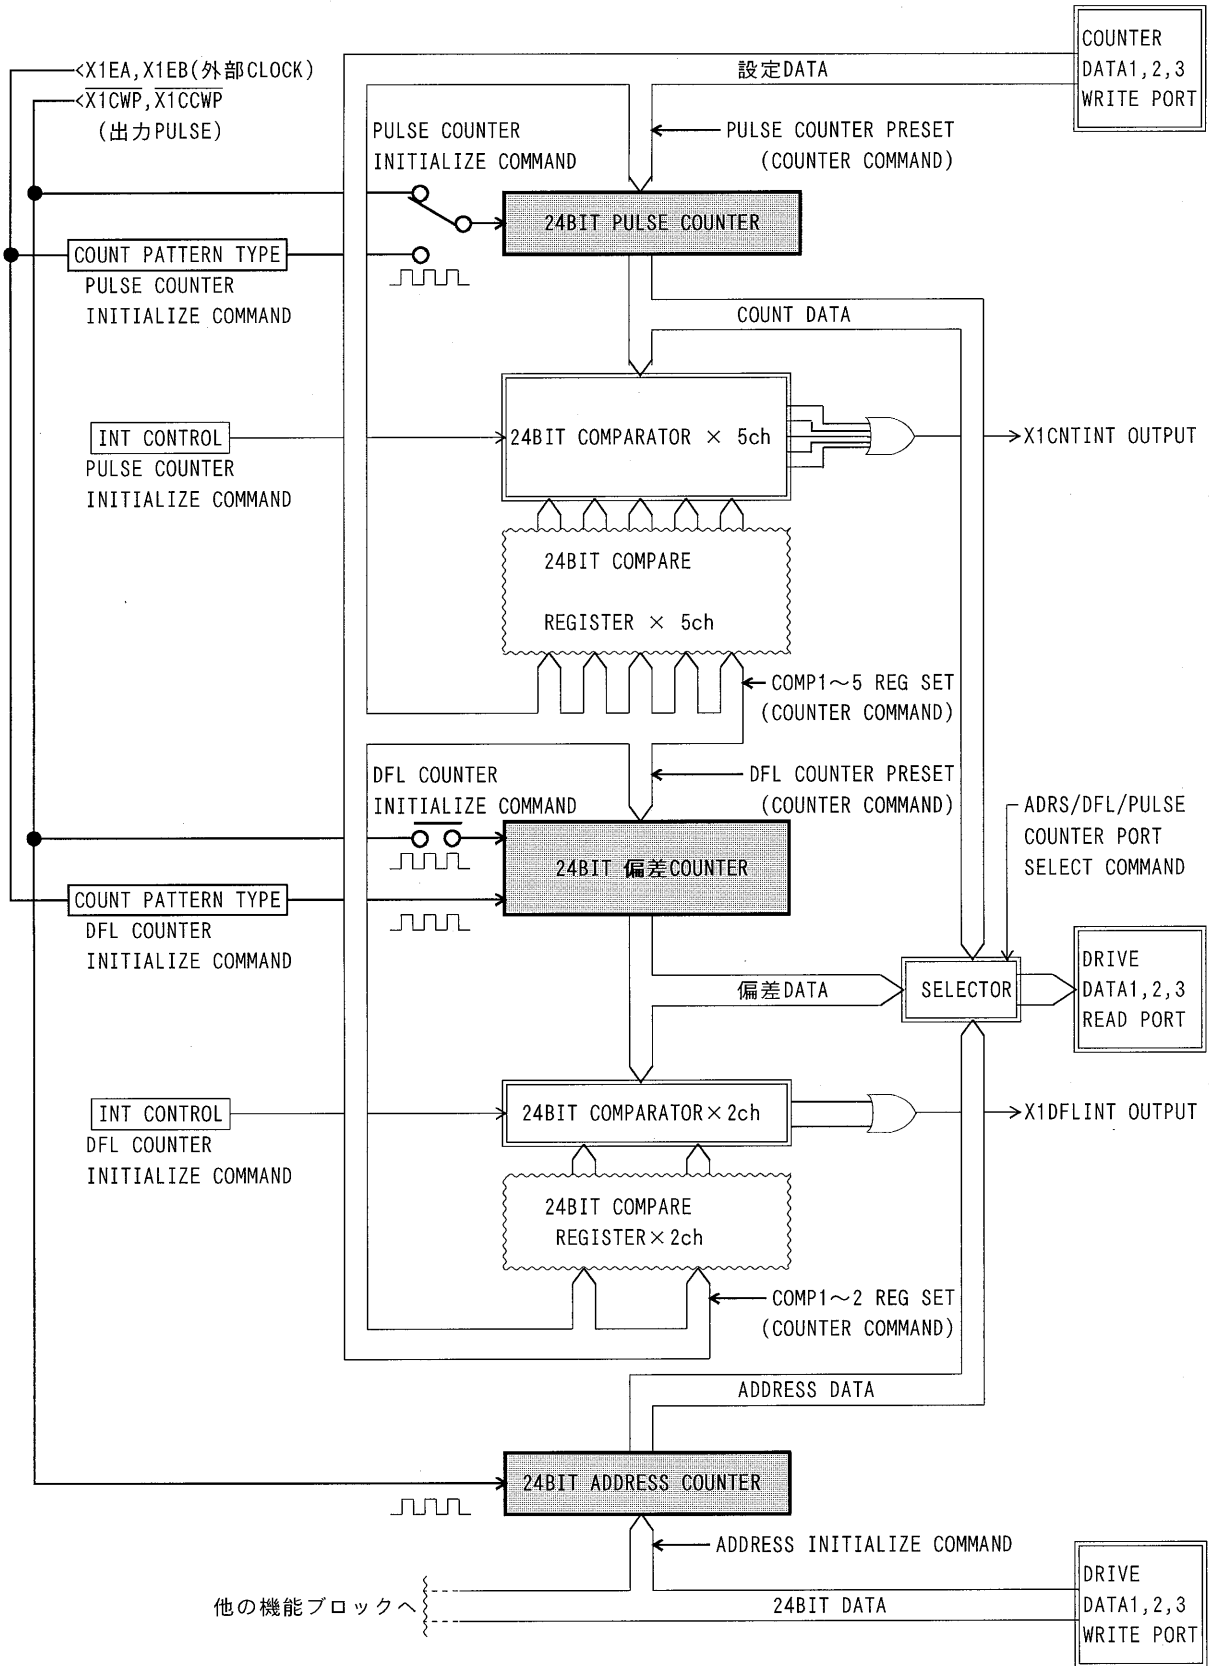 COUNTER
DATA1,2,3
WRITE PORT
<X1EA,X1EB(外部CLOCK)
設定DATA
<X1CWP,X1CCWP
(出力PULSE)
PULSE COUNTER
INITIALIZE COMMAND
PULSE COUNTER PRESET
(COUNTER COMMAND)
24BIT PULSE COUNTER
COUNT PATTERN TYPE
PULSE COUNTER
INITIALIZE COMMAND
COUNT DATA
INT CONTROL
PULSE COUNTER
INITIALIZE COMMAND
24BIT COMPARATOR × 5ch
X1CNTINT OUTPUT
24BIT COMPARE
REGISTER × 5ch
COMP1～5 REG SET
(COUNTER COMMAND)
DFL COUNTER
INITIALIZE COMMAND
DFL COUNTER PRESET
(COUNTER COMMAND)
ADRS/DFL/PULSE
COUNTER PORT
SELECT COMMAND
24BIT 偏差COUNTER
COUNT PATTERN TYPE
DFL COUNTER
INITIALIZE COMMAND
偏差DATA
SELECTOR
DRIVE
DATA1,2,3
READ PORT
INT CONTROL
DFL COUNTER
INITIALIZE COMMAND
24BIT COMPARATOR×2ch
X1DFLINT OUTPUT
24BIT COMPARE
REGISTER×2ch
COMP1～2 REG SET
(COUNTER COMMAND)
ADDRESS DATA
24BIT ADDRESS COUNTER
ADDRESS INITIALIZE COMMAND
他の機能ブロックへ
24BIT DATA
DRIVE
DATA1,2,3
WRITE PORT